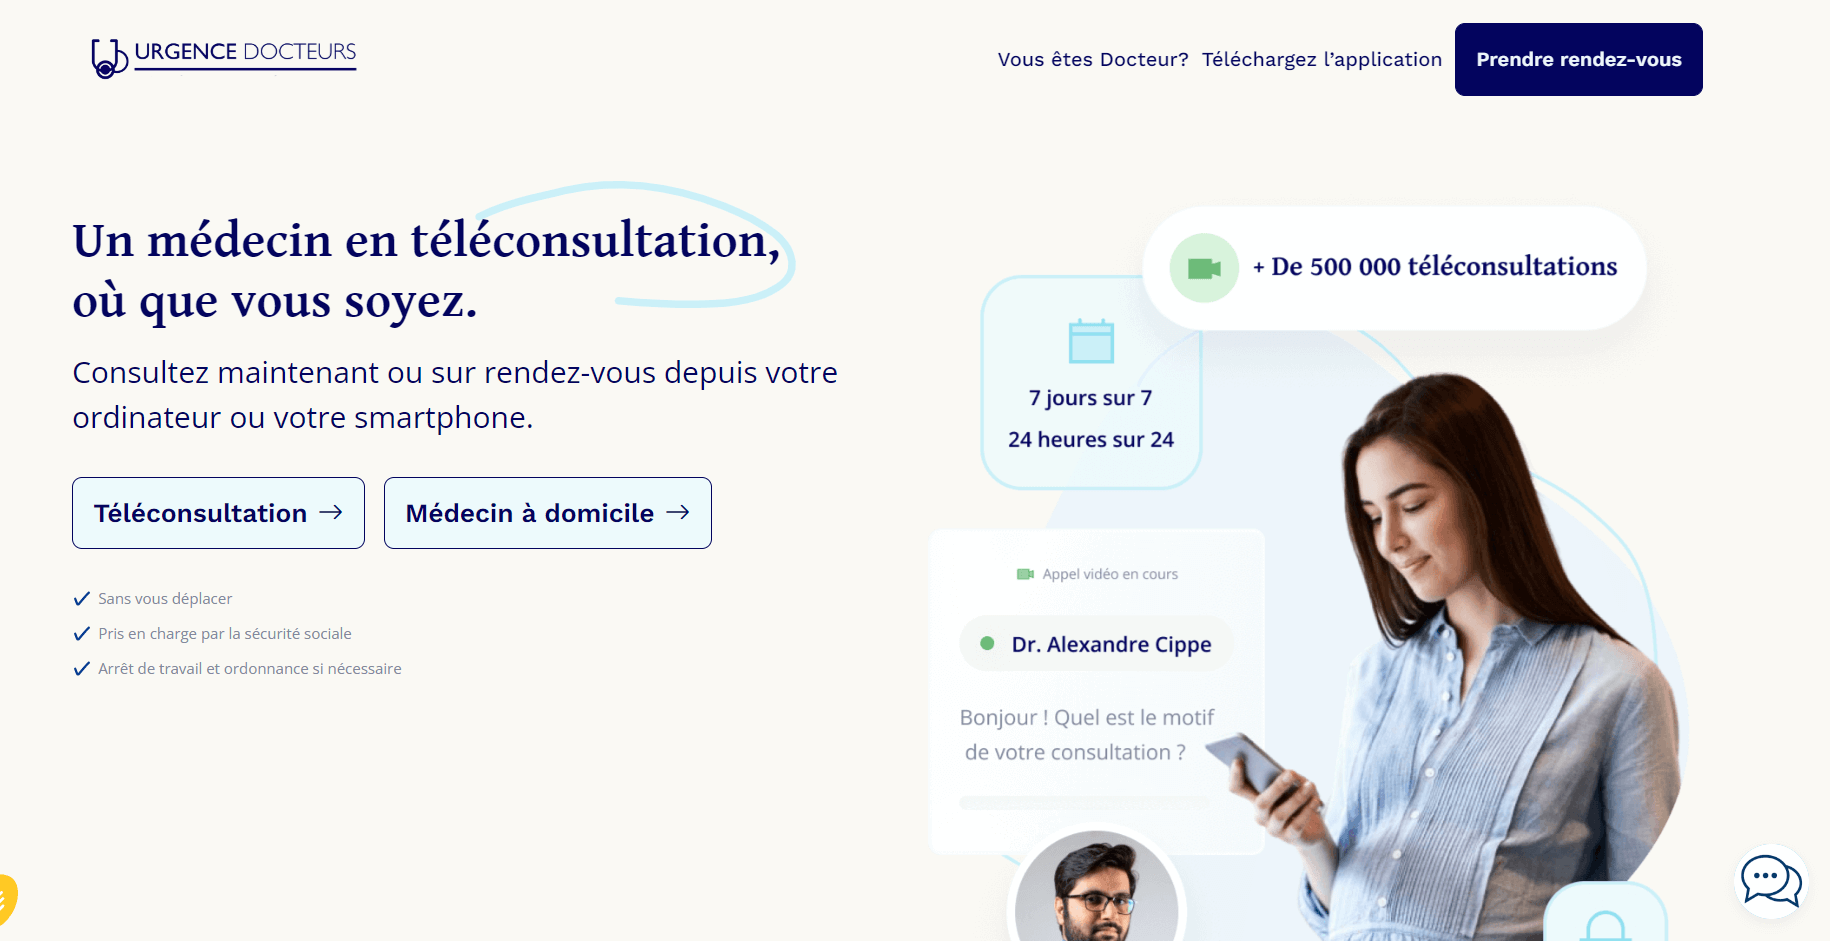 URGENCE DOCTEURS
Vous êtes Docteur? Téléchargez l’application Prendre rendez-vous
Un médecin en téléconsultation,
où que vous soyez.
Consultez maintenant ou sur rendez-vous depuis votre
ordinateur ou votre smartphone.
Téléconsultation → Médecin à domicile →
Sans vous déplacer
Pris en charge par la sécurité sociale
Arrêt de travail et ordonnance si nécessaire
+ De 500 000 téléconsultations
7 jours sur 7
24 heures sur 24
Appel vidéo en cours
Dr. Alexandre Cippe
Bonjour ! Quel est le motif
de votre consultation ?